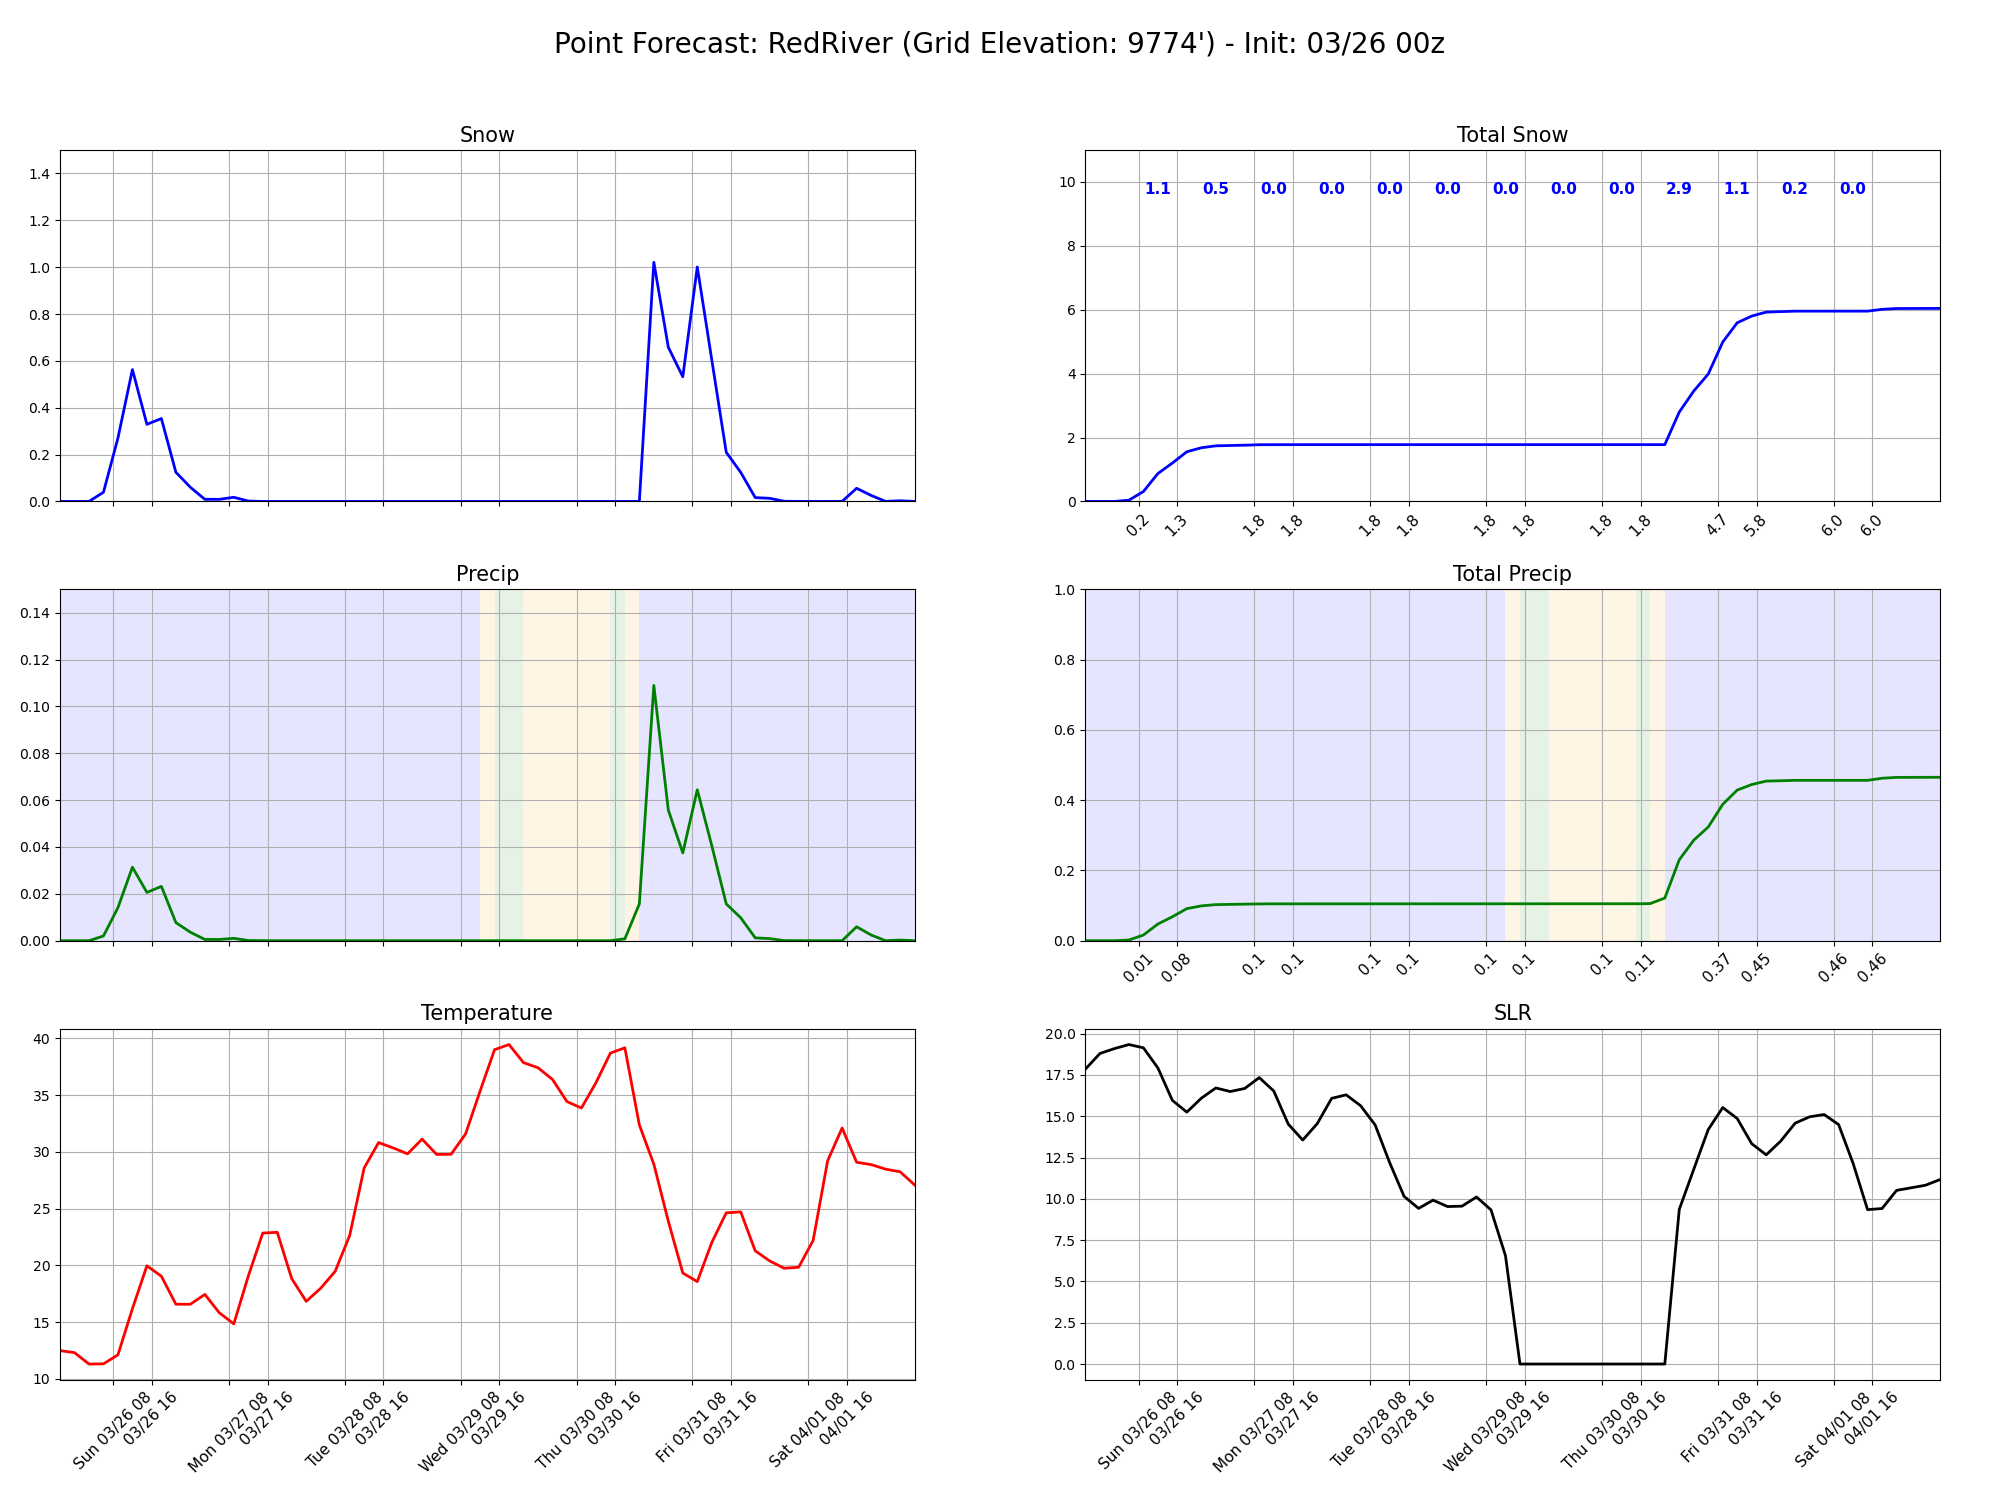 Point Forecast: RedRiver (Grid Elevation: 9774') - Init: 03/26 00z
Snow
1.4
1.2
1.0
0.8
0.6
0.4
0.2
0.0
Total Snow
10
8
6
4
2
0
1.1 0.5 0.0 0.0 0.0 0.0 0.0 0.0 0.0 2.9 1.1 0.2 0.0
0.2 1.3 1.8 1.8 1.8 1.8 1.8 1.8 1.8 1.8 4.7 5.8 6.0 6.0
Precip
0.14
0.12
0.10
0.08
0.06
0.04
0.02
0.00
Total Precip
1.0
0.8
0.6
0.4
0.2
0.0
0.01 0.08 0.1 0.1 0.1 0.1 0.1 0.1 0.1 0.11 0.37 0.45 0.46 0.46
Temperature
40
35
30
25
20
15
10
Sun 03/26 08
03/26 16
Mon 03/27 08
03/27 16
Tue 03/28 08
03/28 16
Wed 03/29 08
03/29 16
Thu 03/30 08
03/30 16
Fri 03/31 08
03/31 16
Sat 04/01 08
04/01 16
SLR
20.0
17.5
15.0
12.5
10.0
7.5
5.0
2.5
0.0
Sun 03/26 08
03/26 16
Mon 03/27 08
03/27 16
Tue 03/28 08
03/28 16
Wed 03/29 08
03/29 16
Thu 03/30 08
03/30 16
Fri 03/31 08
03/31 16
Sat 04/01 08
04/01 16